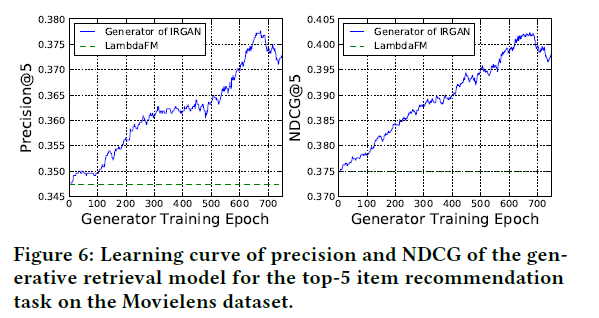 0.380
0.375
0.370
0.365
0.360
0.355
0.350
0.345
Precision@5
Generator of IRGAN
LambdaFM
0 100 200 300 400 500 600 700
Generator Training Epoch
0.405
0.400
0.395
0.390
0.385
0.380
0.375
0.370
NDCG@5
Generator of IRGAN
LambdaFM
0 100 200 300 400 500 600 700
Generator Training Epoch
Figure 6: Learning curve of precision and NDCG of the gen-
erative retrieval model for the top-5 item recommendation
task on the Movielens dataset.